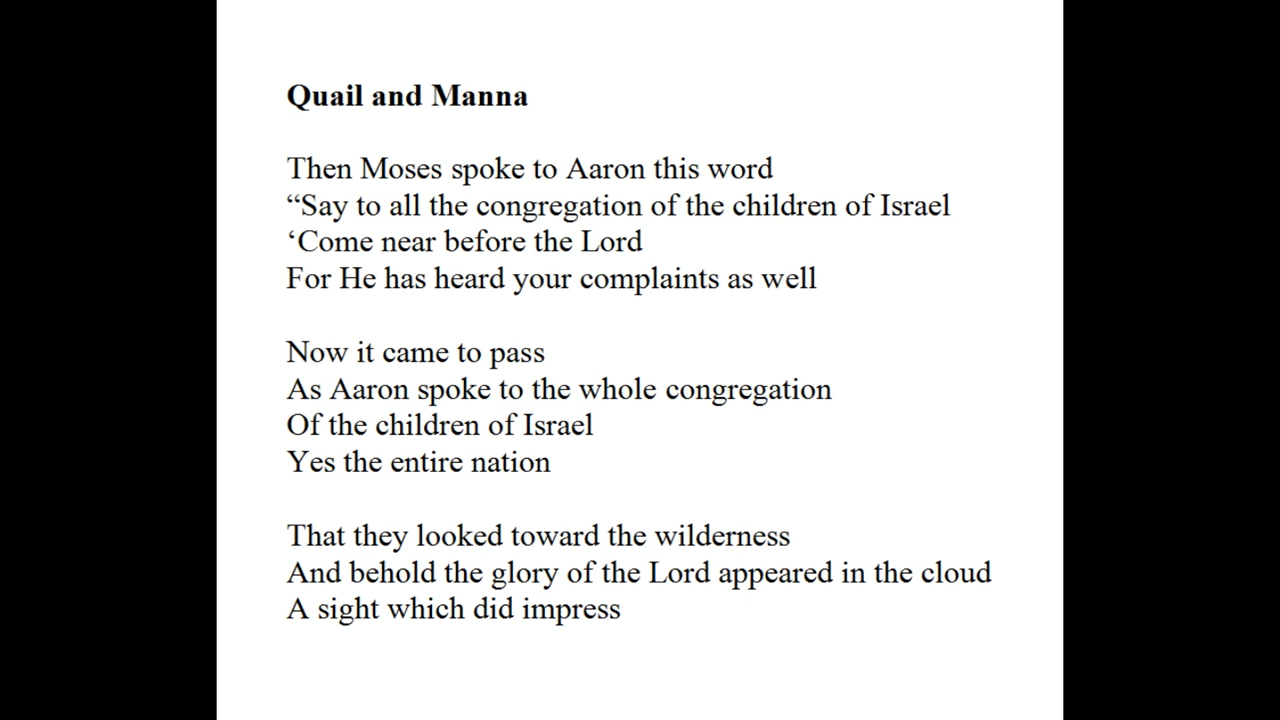 Quail and Manna
Then Moses spoke to Aaron this word
“Say to all the congregation of the children of Israel
‘Come near before the Lord
For He has heard your complaints as well
Now it came to pass
As Aaron spoke to the whole congregation
Of the children of Israel
Yes the entire nation
That they looked toward the wilderness
And behold the glory of the Lord appeared in the cloud
A sight which did impress